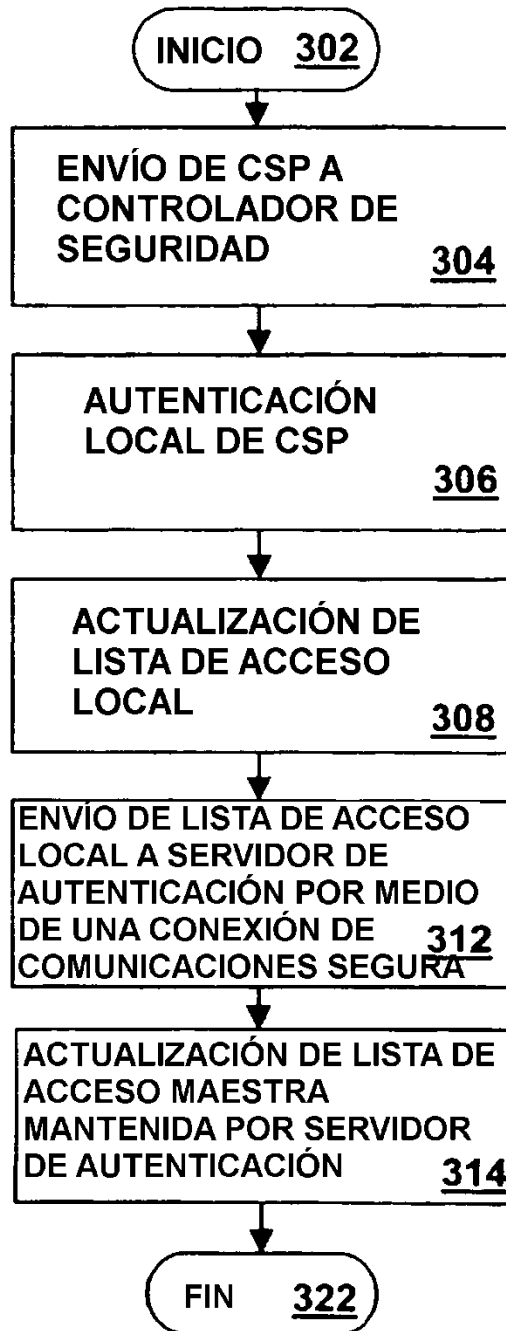 INICIO 302
ENVÍO DE CSP A
CONTROLADOR DE
SEGURIDAD
304
AUTENTICACIÓN
LOCAL DE CSP
306
ACTUALIZACIÓN DE
LISTA DE ACCESO
LOCAL
308
ENVÍO DE LISTA DE ACCESO
LOCAL A SERVIDOR DE
AUTENTICACIÓN POR MEDIO
DE UNA CONEXIÓN DE
COMUNICACIONES SEGURA
312
ACTUALIZACIÓN DE LISTA DE
ACCESO MAESTRA
MANTENIDA POR SERVIDOR
DE AUTENTICACIÓN
314
FIN 322